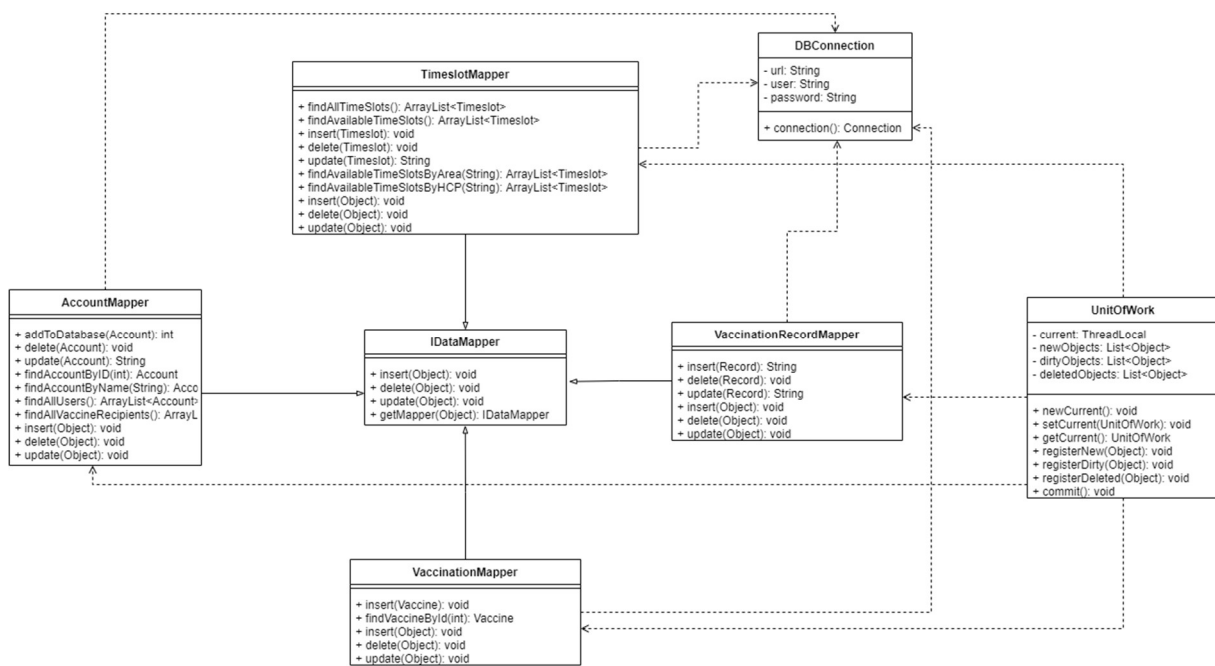 DBConnection
- url: String
- user: String
- password: String
+ connection(): Connection
TimeslotMapper
+ findAllTimeSlots(): ArrayList<Timeslot>
+ findAvailableTimeSlots(): ArrayList<Timeslot>
+ insert(Timeslot): void
+ delete(Timeslot): void
+ update(Timeslot): String
+ findAvailableTimeSlotsByArea(String): ArrayList<Timeslot>
+ findAvailableTimeSlotsByHCP(String): ArrayList<Timeslot>
+ insert(Object): void
+ delete(Object): void
+ update(Object): void
AccountMapper
+ addToDatabase(Account): int
+ delete(Account): void
+ update(Account): String
+ findAccountByID(int): Account
+ findAccountByName(String): Acco
+ findAllUsers(): ArrayList<Account>
+ findAllVaccineRecipients(): ArrayL
+ insert(Object): void
+ delete(Object): void
+ update(Object): void
IDataMapper
+ insert(Object): void
+ delete(Object): void
+ update(Object): void
+ getMapper(Object): IDataMapper
VaccinationRecordMapper
+ insert(Record): String
+ delete(Record): void
+ update(Record): String
+ insert(Object): void
+ delete(Object): void
+ update(Object): void
UnitOfWork
- current: ThreadLocal
- newObjects: List<Object>
- dirtyObjects: List<Object>
- deletedObjects: List<Object>
+ newCurrent(): void
+ setCurrent(UnitOfWork): void
+ getCurrent(): UnitOfWork
+ registerNew(Object): void
+ registerDirty(Object): void
+ registerDeleted(Object): void
+ commit(): void
VaccinationMapper
+ insert(Vaccine): void
+ findVaccineById(int): Vaccine
+ insert(Object): void
+ delete(Object): void
+ update(Object): void